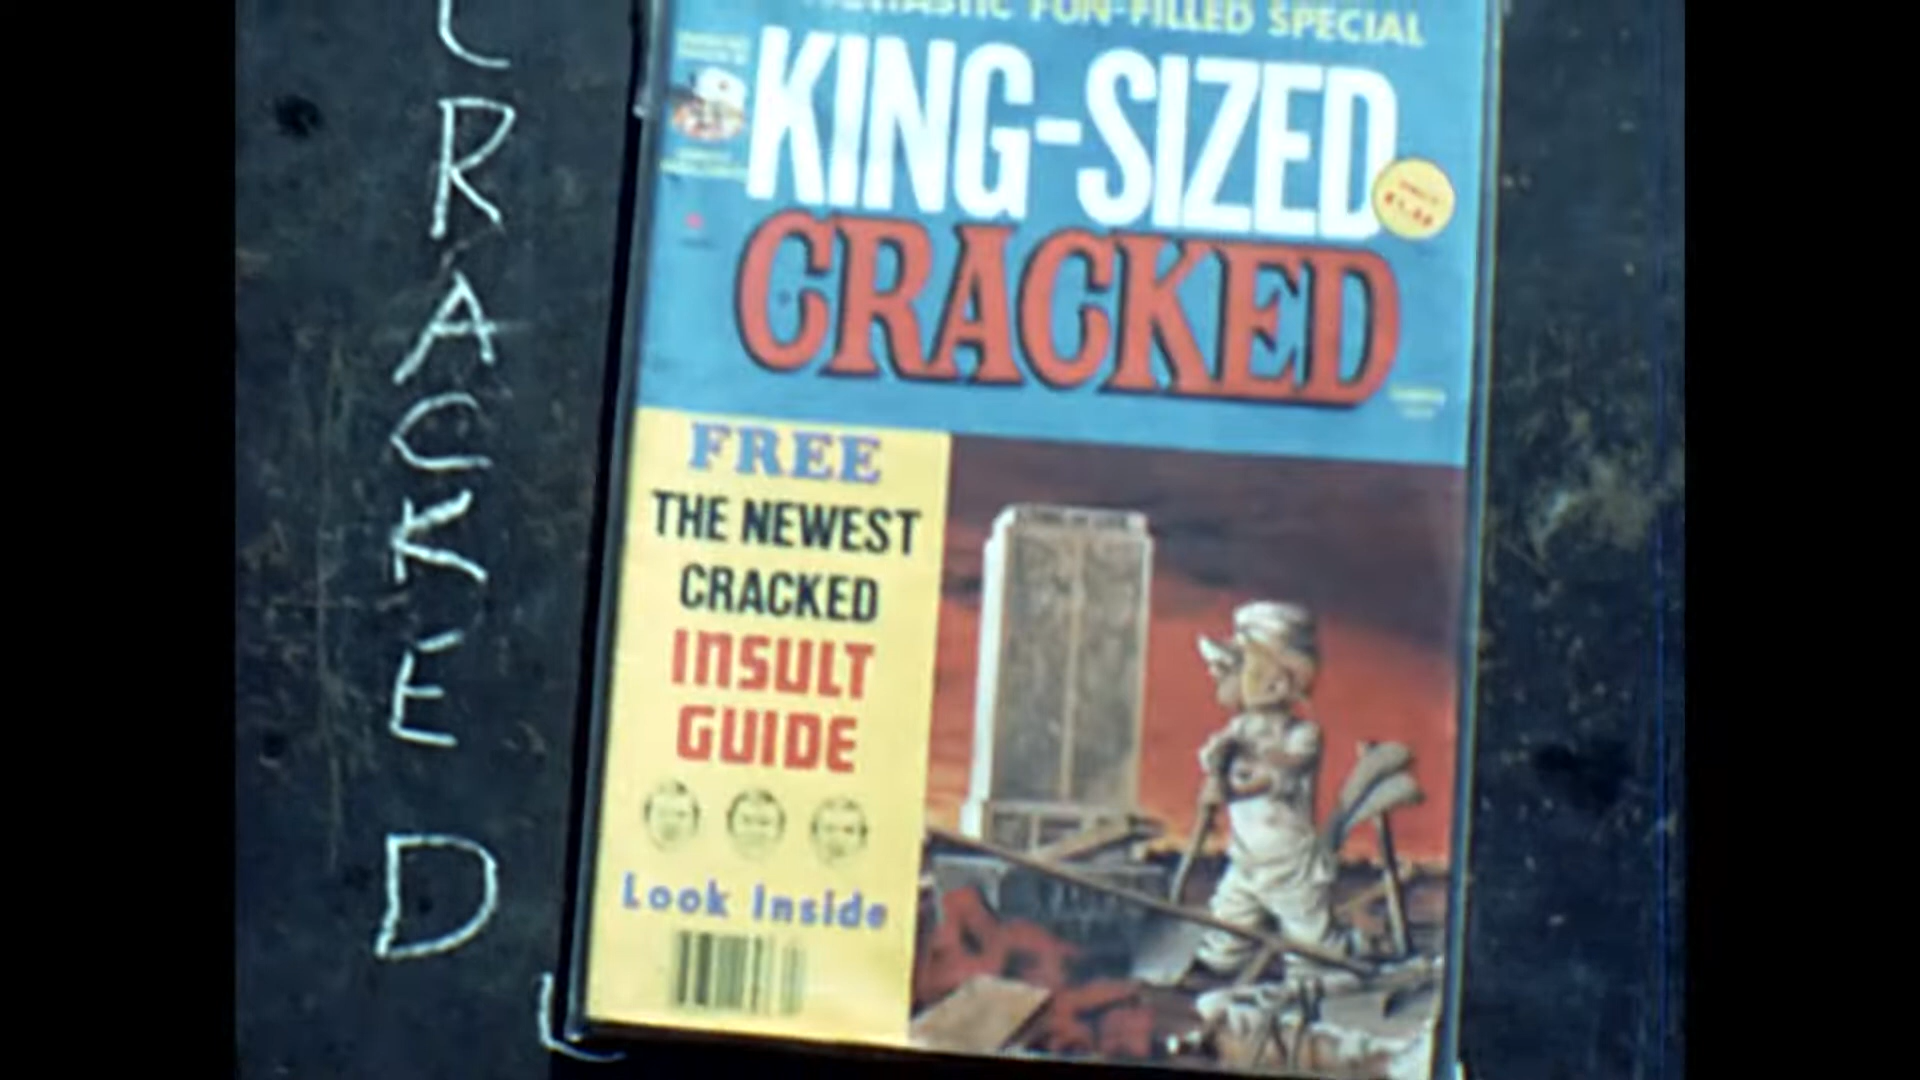 CRACKED
FUN-FILLED SPECIAL
KING-SIZED
CRACKED
FREE
THE NEWEST
CRACKED
INSULT
GUIDE
Look Inside